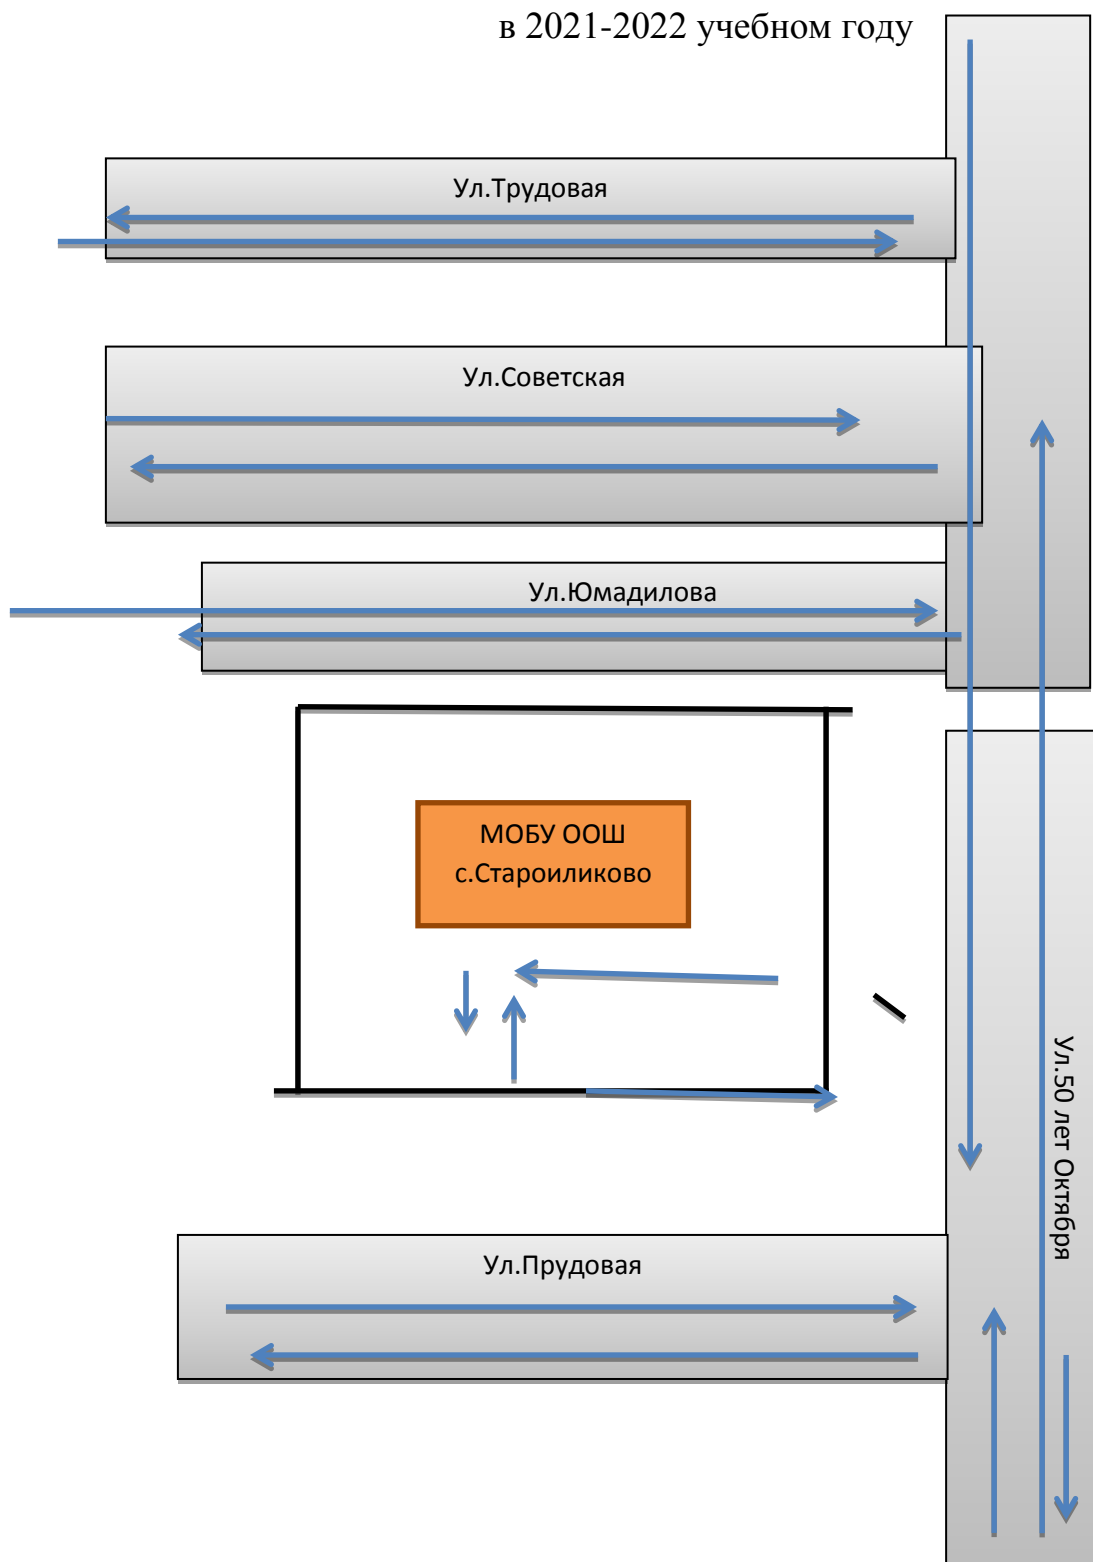 в 2021-2022 учебном году
Ул.Трудовая
Ул.Советская
Ул.Юмадилова
МОБУ ООШ
с.Староиликово
Ул.50 лет Октября
Ул.Прудовая